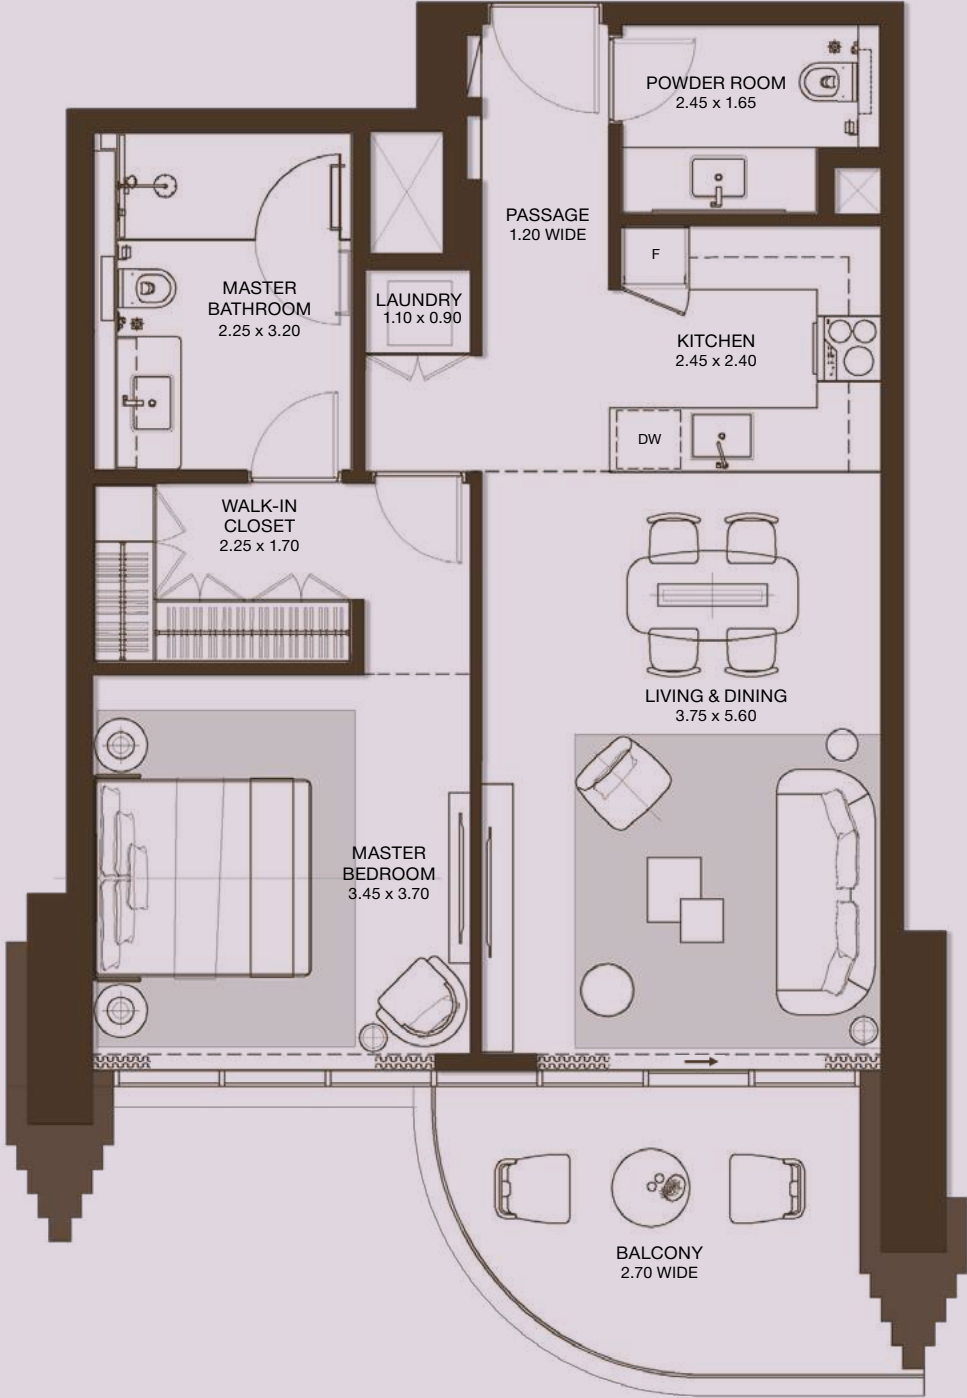 POWDER ROOM
2.45 x 1.65
PASSAGE
1.20 WIDE
F
MASTER
BATHROOM
2.25 x 3.20
LAUNDRY
1.10 x 0.90
KITCHEN
2.45 x 2.40
DW
WALK-IN
CLOSET
2.25 x 1.70
LIVING & DINING
3.75 x 5.60
MASTER
BEDROOM
3.45 x 3.70
BALCONY
2.70 WIDE